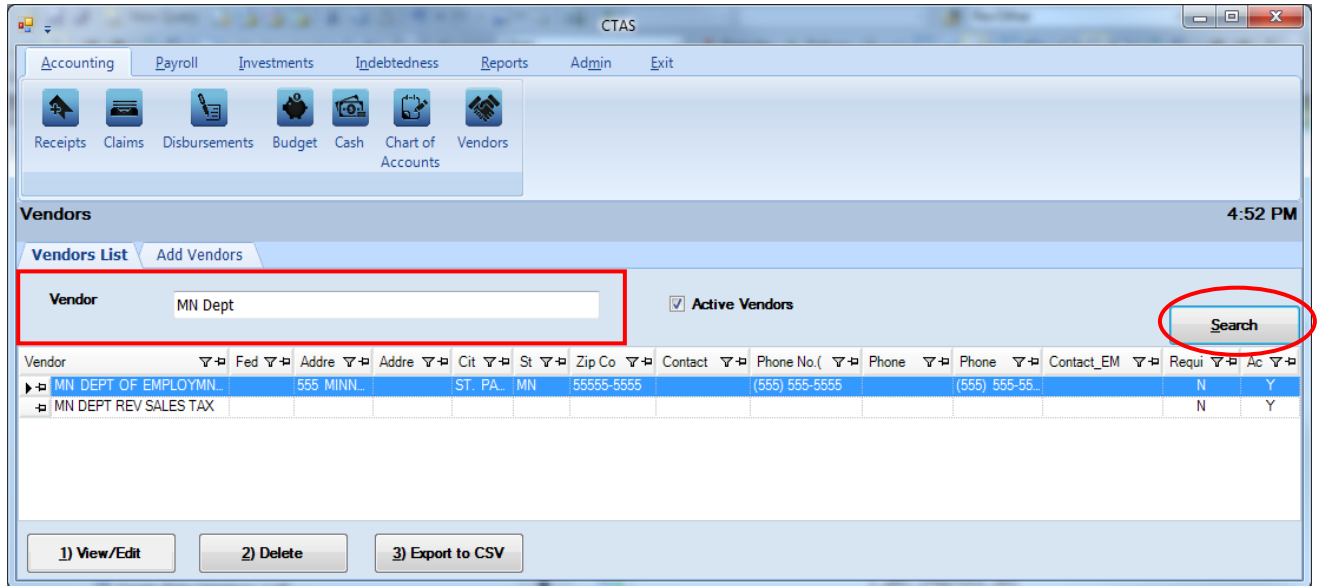 CTAS
Accounting Payroll Investments Indebtedness Reports Admin Exit
Receipts Claims Disbursements Budget Cash Chart of Accounts Vendors
Vendors 4:52 PM
Vendors List Add Vendors
Vendor MN Dept Active Vendors Search
Vendor Fed Addre Addre Cit St Zip Co Contact Phone No.( Phone Phone Contact_EM Requi Ac
MN DEPT OF EMPLOYMN... 555 MINN... ST. PA... MN 55555-5555 (555) 555-5555 (555) 555-55... N Y
MN DEPT REV SALES TAX N Y
1) View/Edit 2) Delete 3) Export to CSV